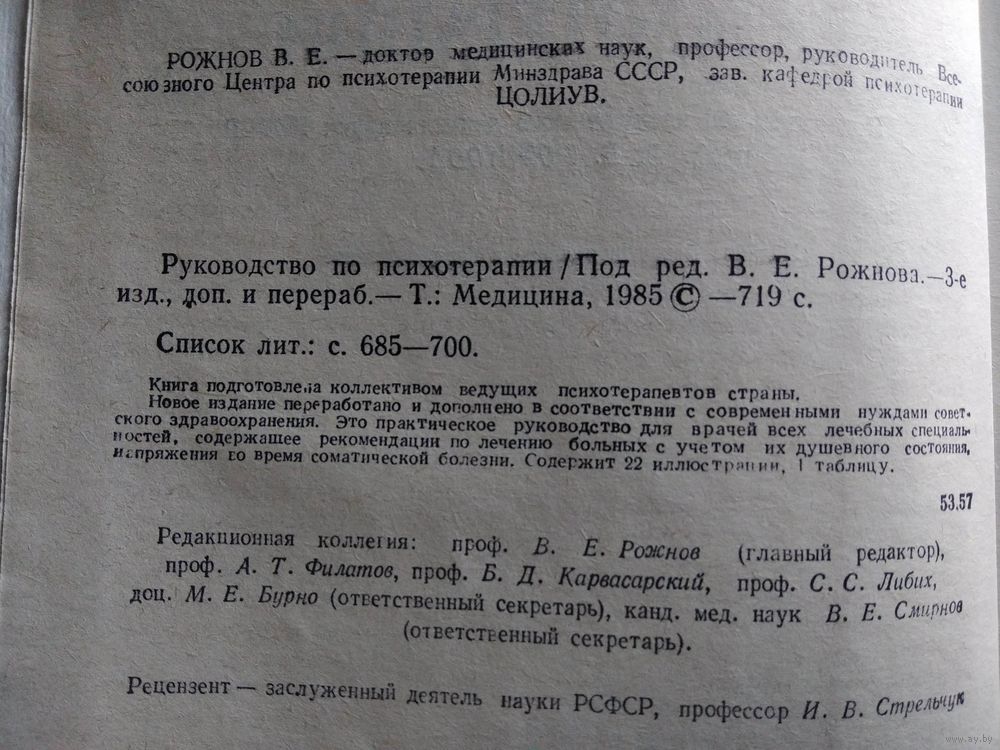 РОЖНОВ В. Е. — доктор медицинских наук, профессор, руководитель Все-
союзного Центра по психотерапии Минздрава СССР, зав. кафедрой психотерапии
ЦОЛИУВ.
Руководство по психотерапии/Под ред. В. Е. Рожнова.—3-е
изд., доп. и перераб.— Т.: Медицина, 1985 © —719 с.
Список лит.: с. 685—700.
Книга подготовлена коллективом ведущих психотерапевтов страны.
Новое издание переработано и дополнено в соответствии с современными нуждами совет-
ского здравоохранения. Это практическое руководство для врачей всех лечебных специаль-
ностей, содержащее рекомендации по лечению больных с учетом их душевного состояния,
напряжения во время соматической болезни. Содержит 22 иллюстрации, 1 таблицу.
53.57
Редакционная коллегия: проф. В. Е. Рожнов (главный редактор),
проф. А. Т. Филатов, проф. Б. Д. Карвасарский, проф. С. С. Либих,
доц. М. Е. Бурно (ответственный секретарь), канд. мед. наук В. Е. Смирнов
(ответственный секретарь).
Рецензент — заслуженный деятель науки РСФСР, профессор И. В. Стрельчук
www.ay.by